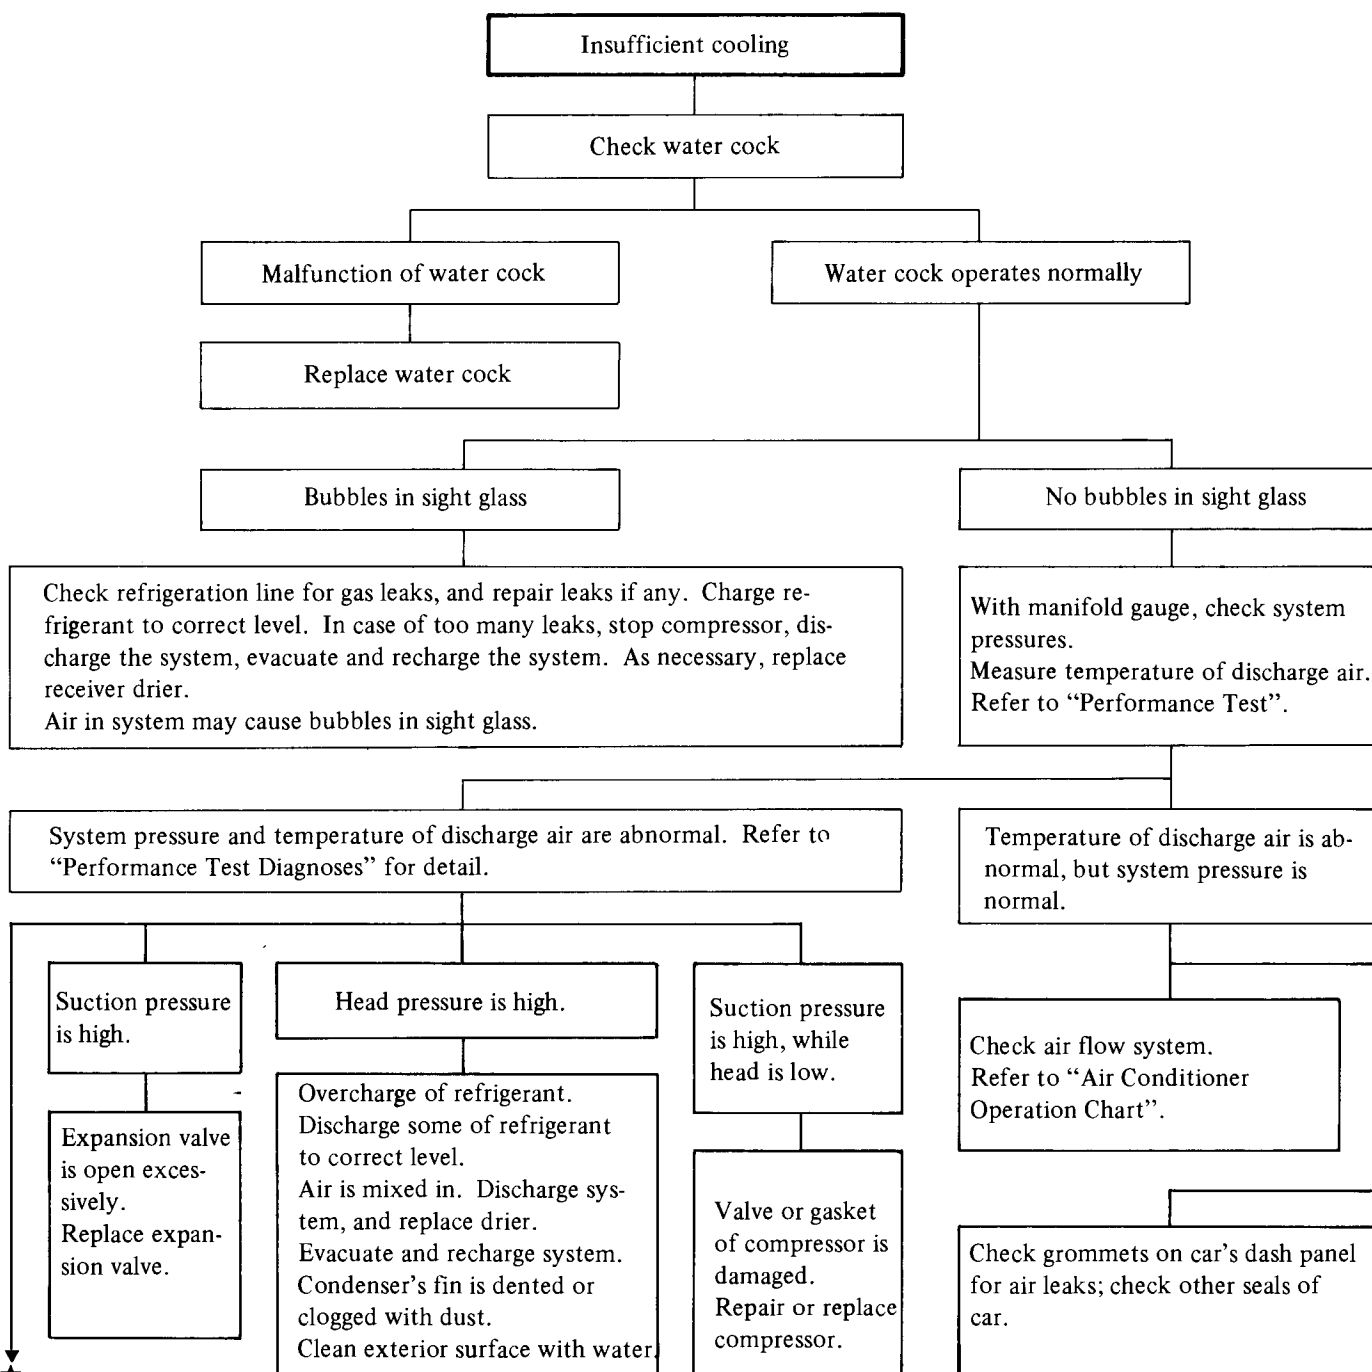 Insufficient cooling
Check water cock
Malfunction of water cock
Water cock operates normally
Replace water cock
Bubbles in sight glass
No bubbles in sight glass
Check refrigeration line for gas leaks, and repair leaks if any. Charge re-
frigerant to correct level. In case of too many leaks, stop compressor, dis-
charge the system, evacuate and recharge the system. As necessary, replace
receiver drier.
Air in system may cause bubbles in sight glass.
With manifold gauge, check system
pressures.
Measure temperature of discharge air.
Refer to “Performance Test”.
System pressure and temperature of discharge air are abnormal. Refer to
“Performance Test Diagnoses” for detail.
Temperature of discharge air is ab-
normal, but system pressure is
normal.
Suction pressure
is high.
Head pressure is high.
Suction pressure
is high, while
head is low.
Check air flow system.
Refer to “Air Conditioner
Operation Chart”.
Expansion valve
is open exces-
sively.
Replace expan-
sion valve.
Overcharge of refrigerant.
Discharge some of refrigerant
to correct level.
Air is mixed in. Discharge sys-
tem, and replace drier.
Evacuate and recharge system.
Condenser’s fin is dented or
clogged with dust.
Clean exterior surface with water.
Valve or gasket
of compressor is
damaged.
Repair or replace
compressor.
Check grommets on car’s dash panel
for air leaks; check other seals of
car.